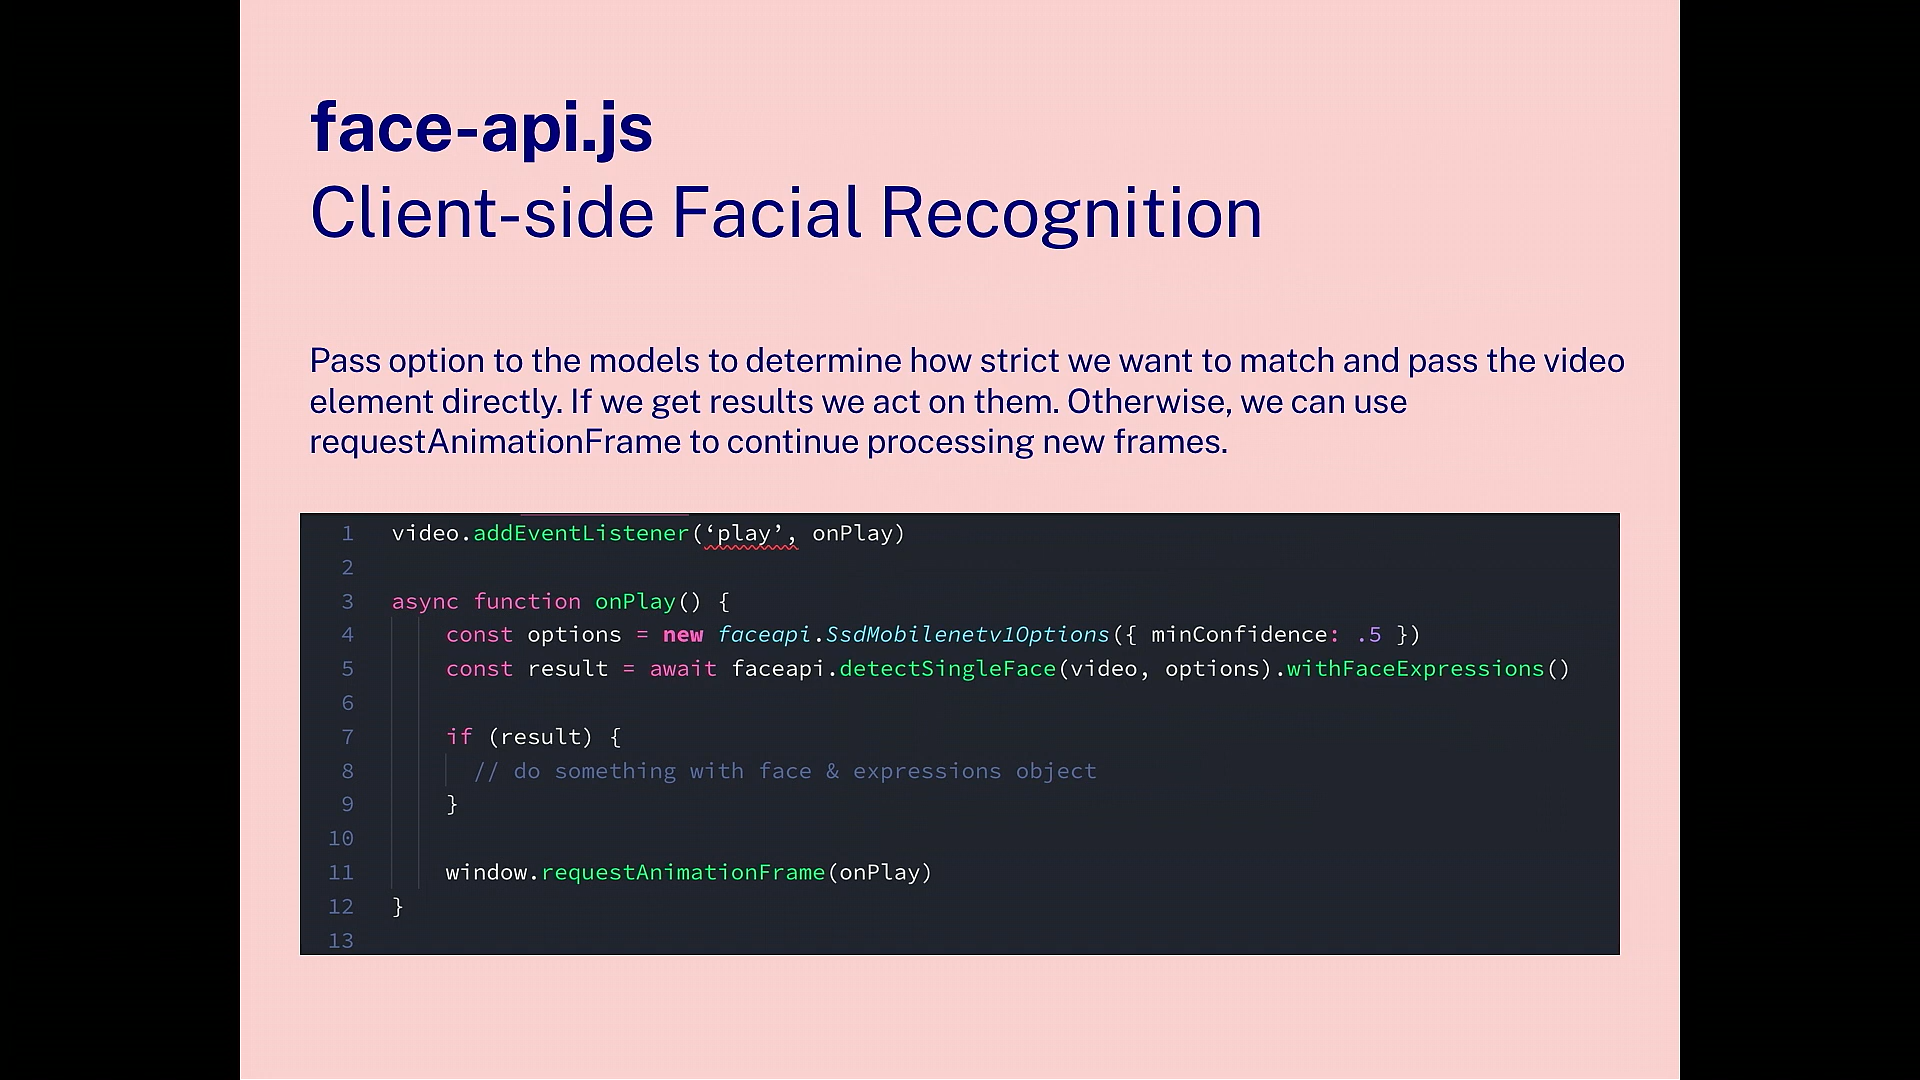 face-api.js
Client-side Facial Recognition
Pass option to the models to determine how strict we want to match and pass the video
element directly. If we get results we act on them. Otherwise, we can use
requestAnimationFrame to continue processing new frames.
1 video.addEventListener(‘play’, onPlay)
2
3 async function onPlay() {
4 const options = new faceapi.SsdMobilenetv1Options({ minConfidence: .5 })
5 const result = await faceapi.detectSingleFace(video, options).withFaceExpressions()
6
7 if (result) {
8 // do something with face & expressions object
9 }
10
11 window.requestAnimationFrame(onPlay)
12 }
13